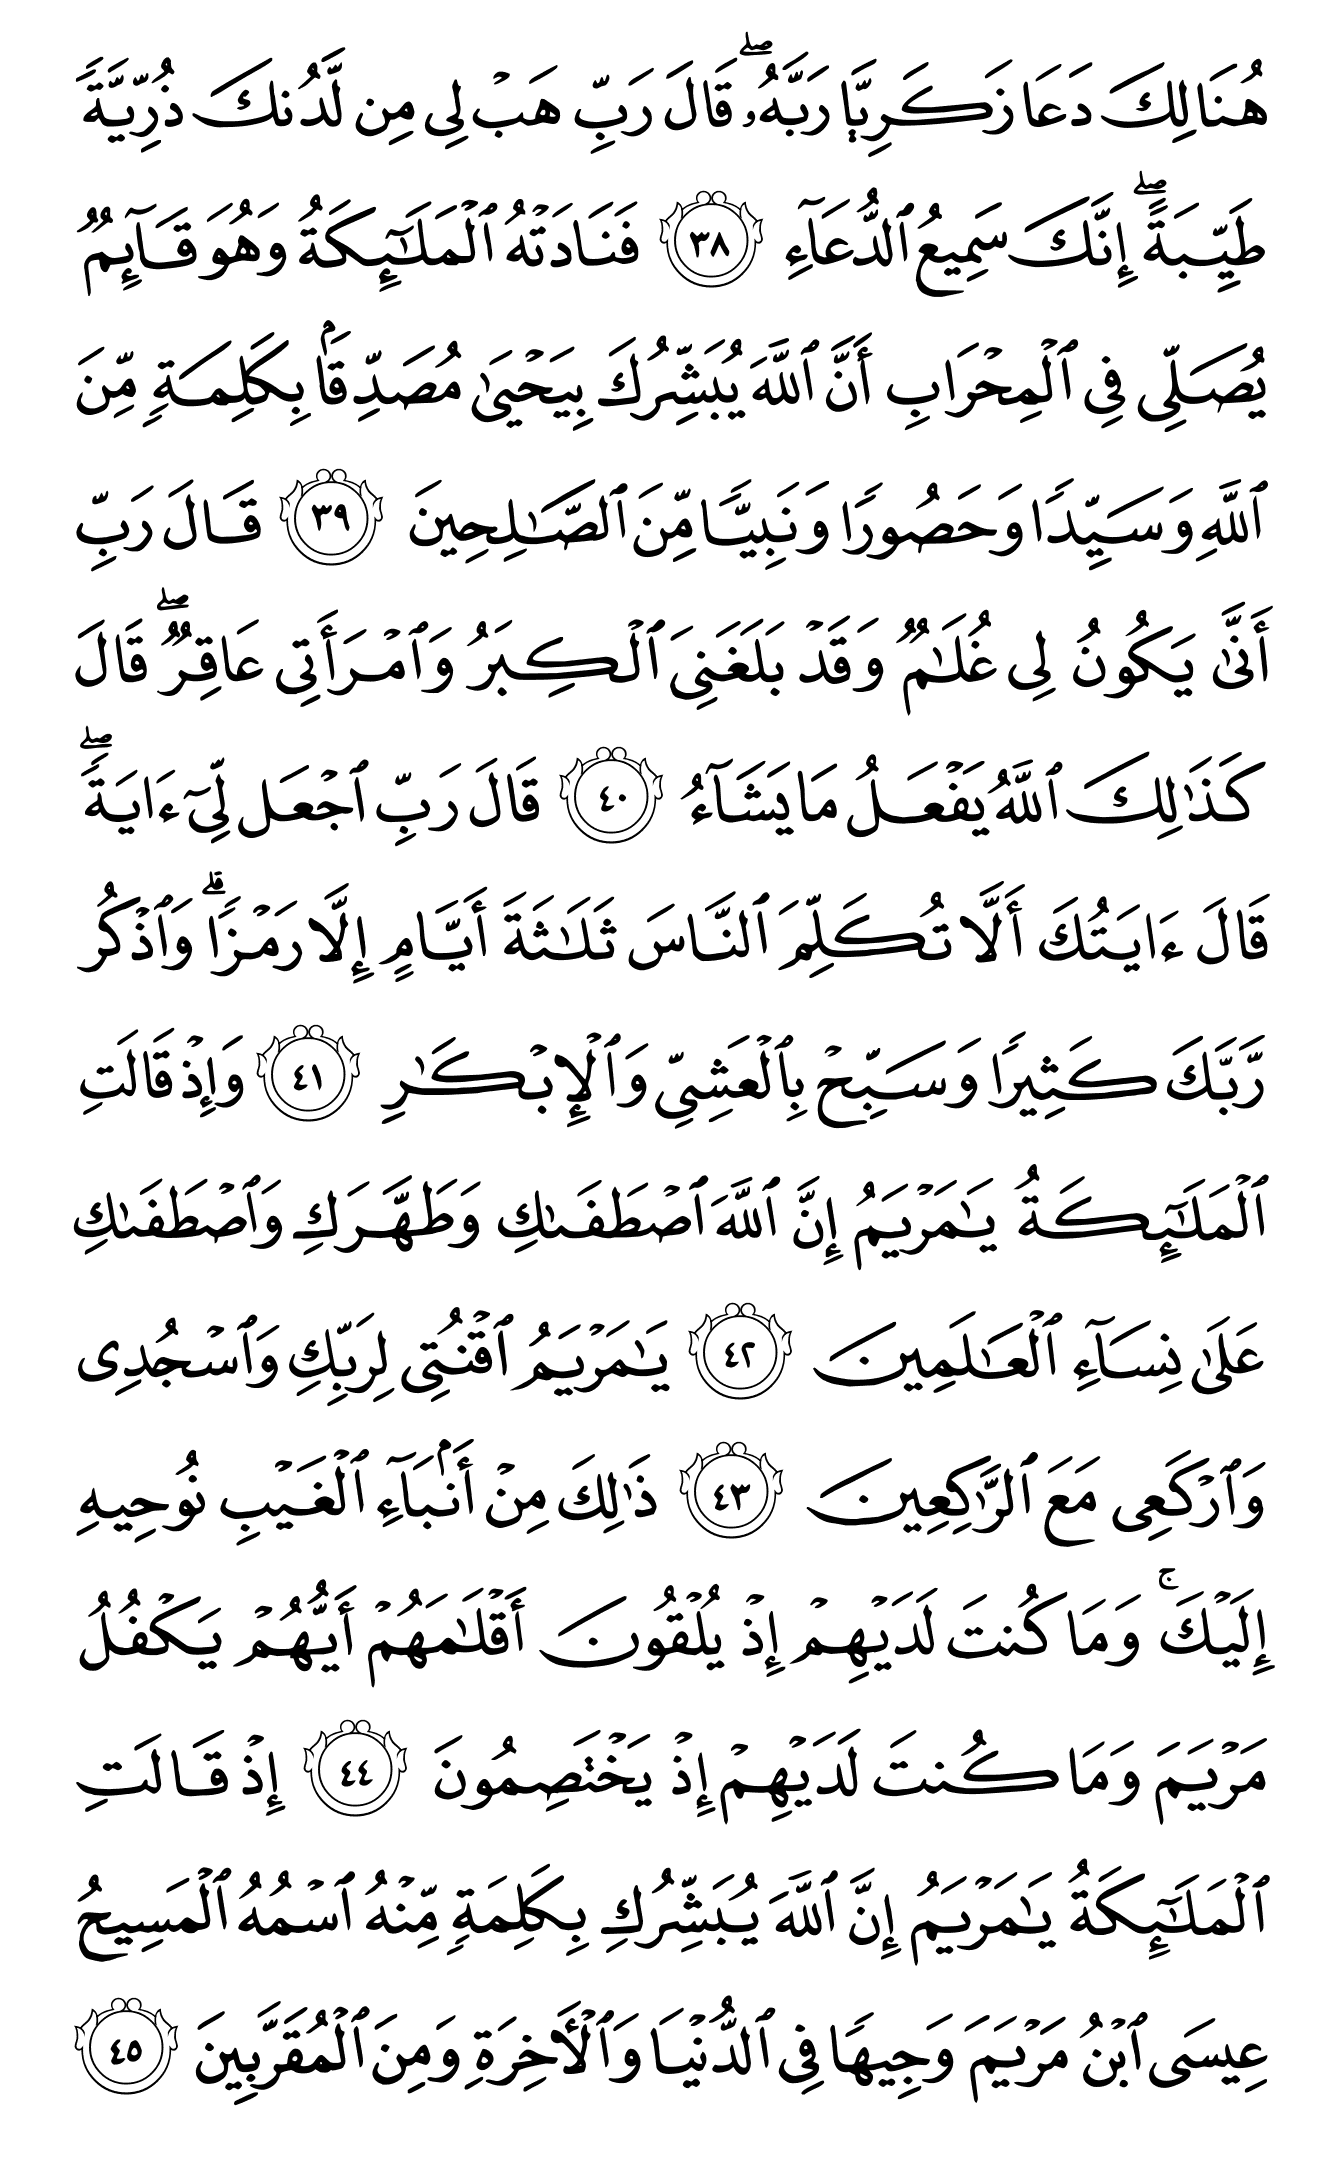 هُنَالِكَ دَعَا زَكَرِيَّا رَبَّهُۥ ۖ قَالَ رَبِّ هَبْ لِى مِن لَّدُنكَ ذُرِّيَّةً
طَيِّبَةً ۖ إِنَّكَ سَمِيعُ ٱلدُّعَآءِ ٣٨ فَنَادَتْهُ ٱلْمَلَـٰٓئِكَةُ وَهُوَ قَآئِمٌ
يُصَلِّى فِى ٱلْمِحْرَابِ أَنَّ ٱللَّهَ يُبَشِّرُكَ بِيَحْيَىٰ مُصَدِّقًۢا بِكَلِمَةٍ مِّنَ
ٱللَّهِ وَسَيِّدًا وَحَصُورًا وَنَبِيًّا مِّنَ ٱلصَّـٰلِحِينَ ٣٩ قَالَ رَبِّ
أَنَّىٰ يَكُونُ لِى غُلَـٰمٌ وَقَدْ بَلَغَنِىَ ٱلْكِبَرُ وَٱمْرَأَتِى عَاقِرٌ ۖ قَالَ
كَذَٰلِكَ ٱللَّهُ يَفْعَلُ مَا يَشَآءُ ٤٠ قَالَ رَبِّ ٱجْعَل لِّىٓ ءَايَةً ۖ
قَالَ ءَايَتُكَ أَلَّا تُكَلِّمَ ٱلنَّاسَ ثَلَـٰثَةَ أَيَّامٍ إِلَّا رَمْزًا ۗ وَٱذْكُر
رَّبَّكَ كَثِيرًا وَسَبِّحْ بِٱلْعَشِىِّ وَٱلْإِبْكَـٰرِ ٤١ وَإِذْ قَالَتِ
ٱلْمَلَـٰٓئِكَةُ يَـٰمَرْيَمُ إِنَّ ٱللَّهَ ٱصْطَفَىٰكِ وَطَهَّرَكِ وَٱصْطَفَىٰكِ
عَلَىٰ نِسَآءِ ٱلْعَـٰلَمِينَ ٤٢ يَـٰمَرْيَمُ ٱقْنُتِى لِرَبِّكِ وَٱسْجُدِى
وَٱرْكَعِى مَعَ ٱلرَّٰكِعِينَ ٤٣ ذَٰلِكَ مِنْ أَنۢبَآءِ ٱلْغَيْبِ نُوحِيهِ
إِلَيْكَ ۚ وَمَا كُنتَ لَدَيْهِمْ إِذْ يُلْقُونَ أَقْلَـٰمَهُمْ أَيُّهُمْ يَكْفُلُ
مَرْيَمَ وَمَا كُنتَ لَدَيْهِمْ إِذْ يَخْتَصِمُونَ ٤٤ إِذْ قَالَتِ
ٱلْمَلَـٰٓئِكَةُ يَـٰمَرْيَمُ إِنَّ ٱللَّهَ يُبَشِّرُكِ بِكَلِمَةٍ مِّنْهُ ٱسْمُهُ ٱلْمَسِيحُ
عِيسَى ٱبْنُ مَرْيَمَ وَجِيهًا فِى ٱلدُّنْيَا وَٱلْـَٔاخِرَةِ وَمِنَ ٱلْمُقَرَّبِينَ ٤٥